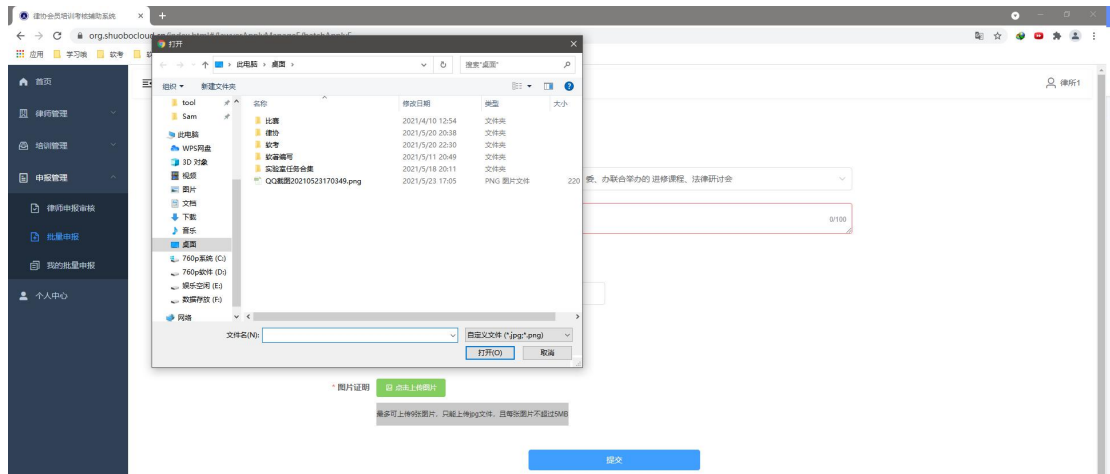 律协会员培训考核辅助系统
应用 学习哦 软考
首页
律师管理
培训管理
申报管理
律师申报审核
批量申报
我的批量申报
个人中心
律所1
打开
此电脑 › 桌面 ›
搜索"桌面"
组织 新建文件夹
tool
Sam
此电脑
WPS网盘
3D 对象
视频
图片
文档
下载
音乐
桌面
760p系统 (C:)
760p软件 (D:)
娱乐空闲 (E:)
数据存放 (F:)
网络
名称 修改日期 类型 大小
比赛 2021/4/10 12:54 文件夹
律协 2021/5/20 20:38 文件夹
软考 2021/5/20 22:30 文件夹
软著编写 2021/5/11 20:49 文件夹
实验室任务合集 2021/5/18 20:11 文件夹
QQ截图20210523170349.png 2021/5/23 17:05 PNG 图片文件 220
文件名(N):
自定义文件 (*.jpg;*.png)
打开(O) 取消
委、办联合举办的 进修课程、法律研讨会
0/100
* 图片证明 点击上传图片
最多可上传9张图片，只能上传jpg文件，且每张图片不超过5MB
提交